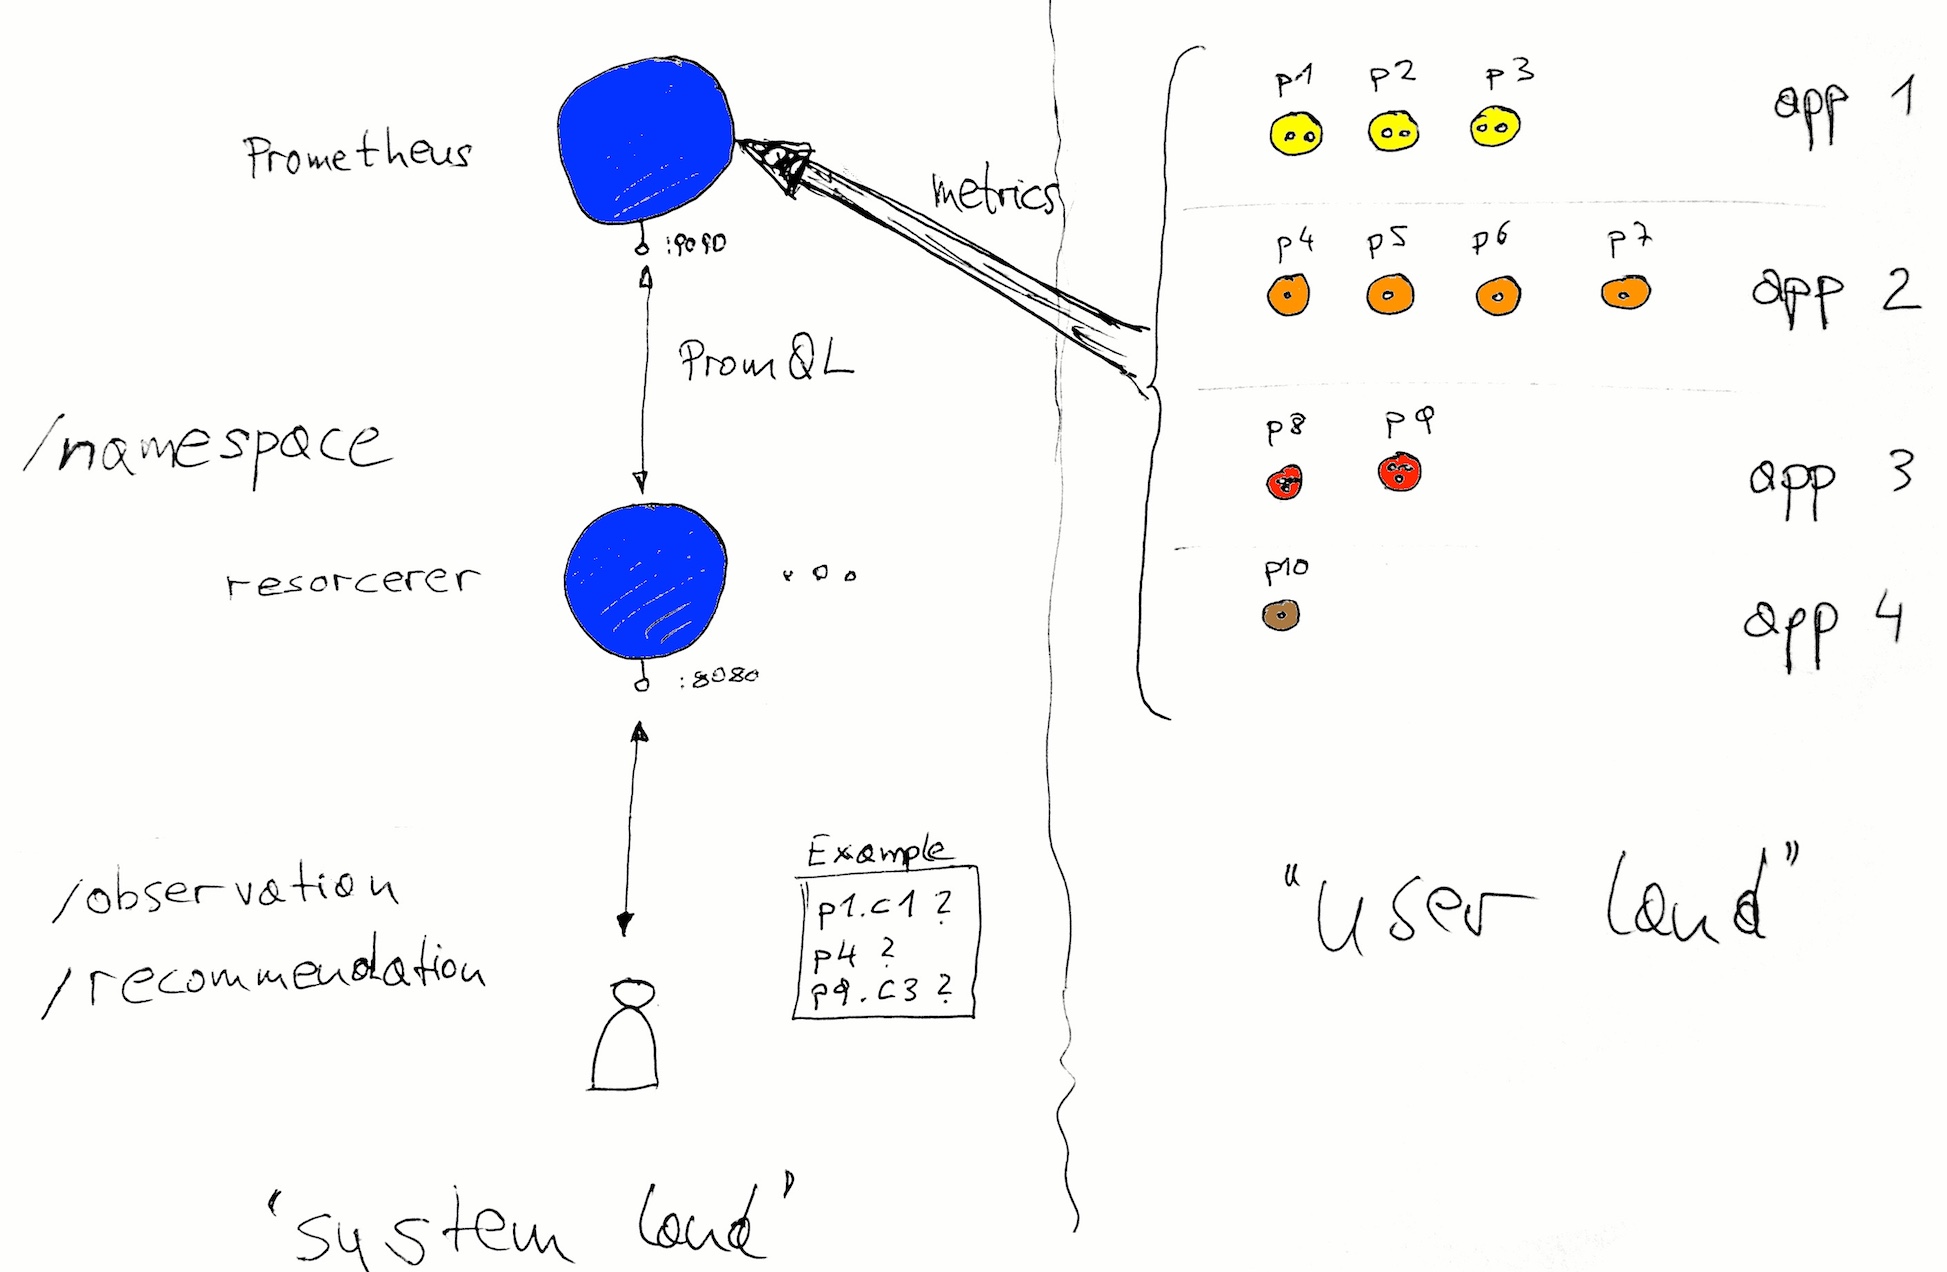 Prometheus
:9090
metrics
PromQL
/namespace
resorcerer
:8080
/observation
/recommendation
Example
p1.c1 ?
p4 ?
p9.c3 ?
"system land"
p1 p2 p3 app 1
p4 p5 p6 p7 app 2
p8 p9 app 3
p10 app 4
"user land"